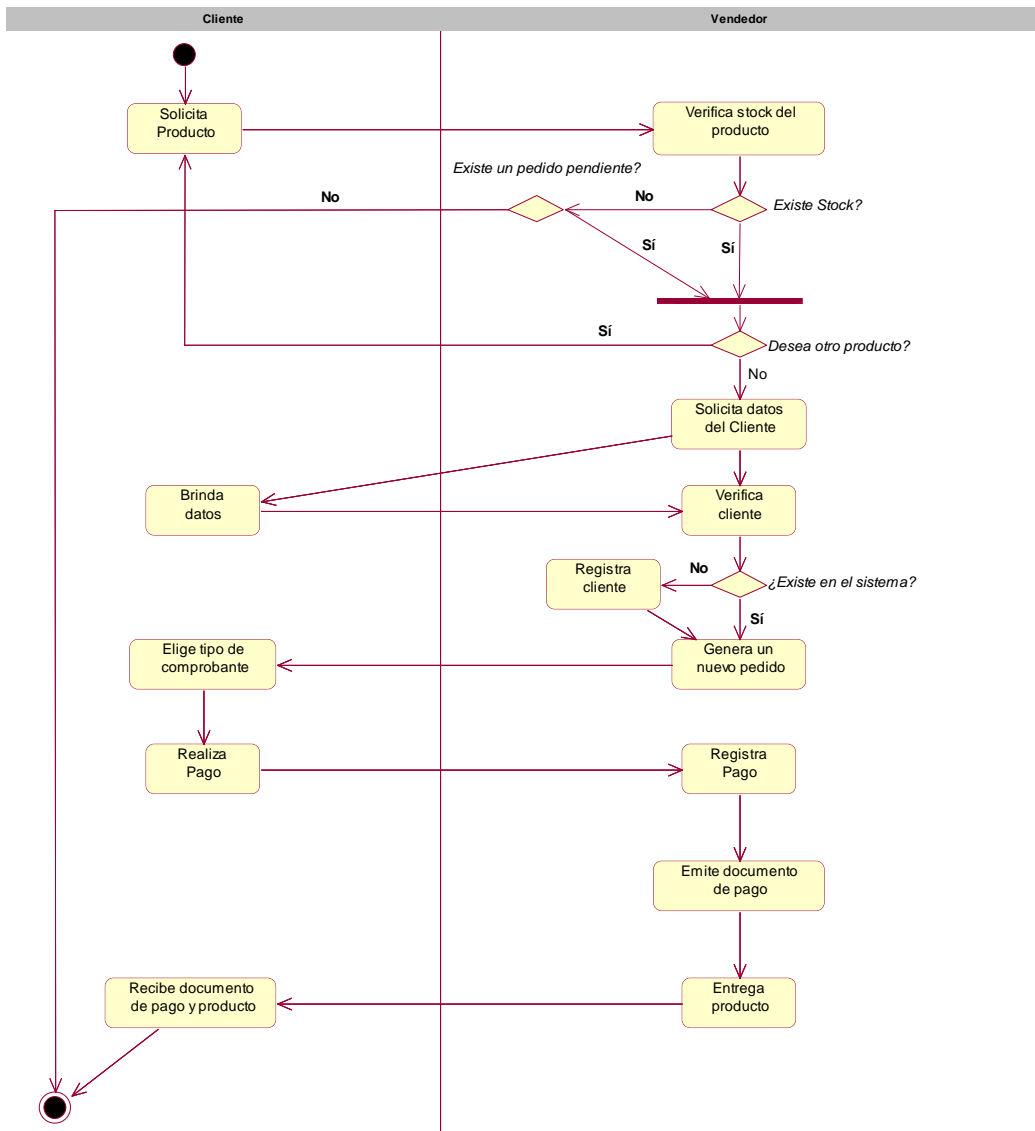 Cliente
Vendedor
Solicita
Producto
Verifica stock del
producto
Existe un pedido pendiente?
No
No
Existe Stock?
Sí
Sí
Sí
Desea otro producto?
No
Solicita datos
del Cliente
Brinda
datos
Verifica
cliente
Registra
cliente
No
¿Existe en el sistema?
Sí
Elige tipo de
comprobante
Genera un
nuevo pedido
Realiza
Pago
Registra
Pago
Emite documento
de pago
Recibe documento
de pago y producto
Entrega
producto